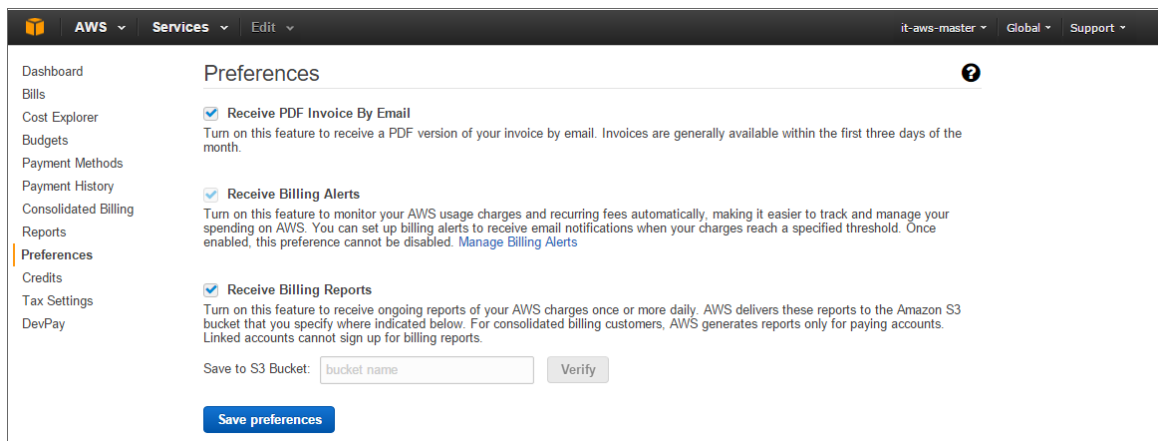 AWS Services Edit it-aws-master Global Support
Dashboard
Bills
Cost Explorer
Budgets
Payment Methods
Payment History
Consolidated Billing
Reports
Preferences
Credits
Tax Settings
DevPay
Preferences ?
Receive PDF Invoice By Email
Turn on this feature to receive a PDF version of your invoice by email. Invoices are generally available within the first three days of the
month.
Receive Billing Alerts
Turn on this feature to monitor your AWS usage charges and recurring fees automatically, making it easier to track and manage your
spending on AWS. You can set up billing alerts to receive email notifications when your charges reach a specified threshold. Once
enabled, this preference cannot be disabled. Manage Billing Alerts
Receive Billing Reports
Turn on this feature to receive ongoing reports of your AWS charges once or more daily. AWS delivers these reports to the Amazon S3
bucket that you specify where indicated below. For consolidated billing customers, AWS generates reports only for paying accounts.
Linked accounts cannot sign up for billing reports.
Save to S3 Bucket: bucket name Verify
Save preferences